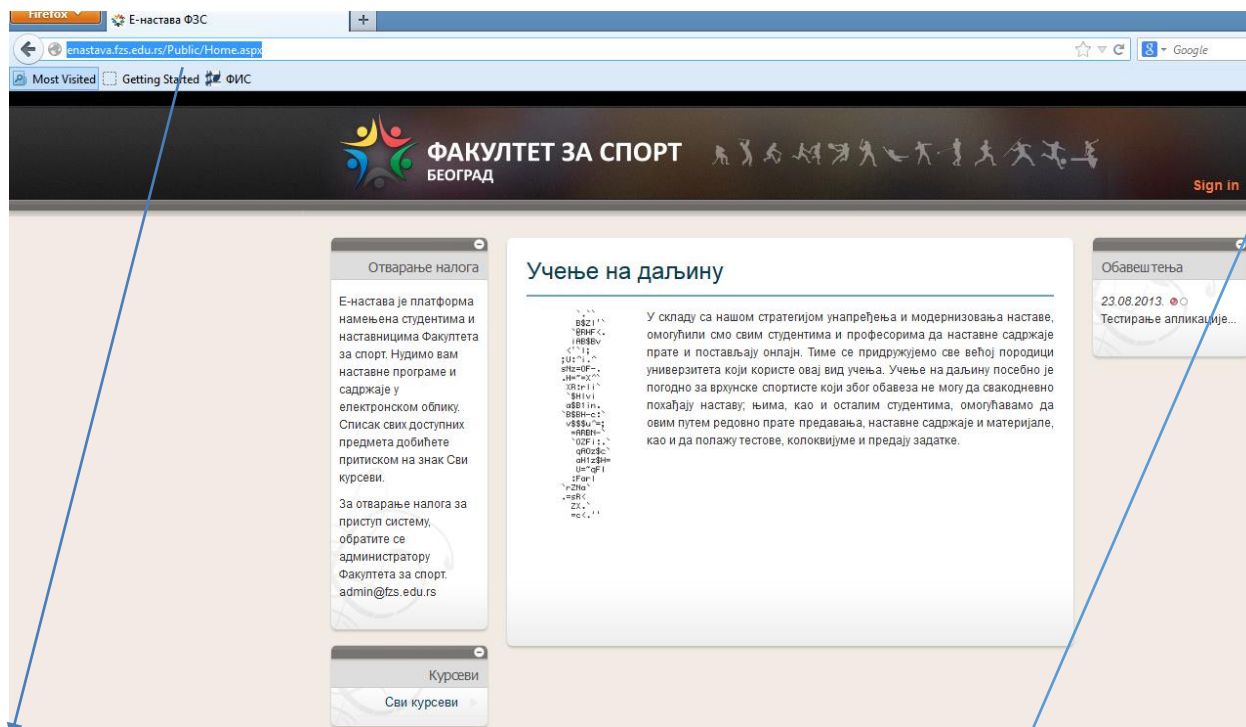 Firefox
Е-настава ФЗС
enastava.fzs.edu.rs/Public/Home.aspx
Google
Most Visited Getting Started ФИС
ФАКУЛТЕТ ЗА СПОРТ
БЕОГРАД
Sign in
Отварање налога
Е-настава је платформа
намењена студентима и
наставницима Факултета
за спорт. Нудимо вам
наставне програме и
садржаје у
електронском облику.
Списак свих доступних
предмета добићете
притиском на знак Сви
курсеви.
За отварање налога за
приступ систему,
обратите се
администратору
Факултета за спорт.
admin@fzs.edu.rs
Курсеви
Сви курсеви
Учење на даљину
У складу са нашом стратегијом унапређења и модернизовања наставе,
омогућили смо свим студентима и професорима да наставне садржаје
прате и постављају онлајн. Тиме се придружујемо све већој породици
универзитета који користе овај вид учења. Учење на даљину посебно је
погодно за врхунске спортисте који због обавеза не могу да свакодневно
похађају наставу; њима, као и осталим студентима, омогућавамо да
овим путем редовно прате предавања, наставне садржаје и материјале,
као и да полажу тестове, колоквијуме и предају задатке.
Обавештења
23.08.2013.
Тестирање апликације...